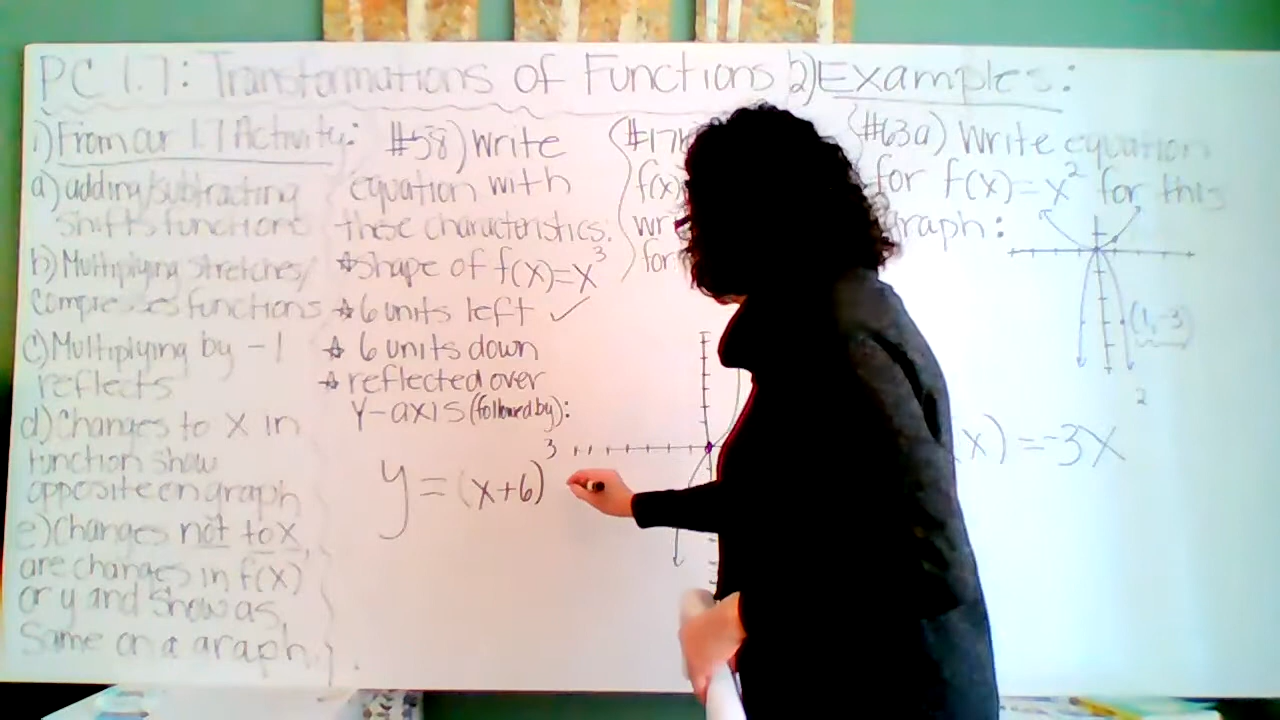 PC 1.7: Transformations of Functions 2) Examples:
1) From our 1.7 Activity:
a) adding/subtracting
shifts functions
b) Multiplying stretches/
compresses functions
c) Multiplying by -1
reflects
d) Changes to x in
function show
opposite on graph
e) Changes not to x,
are changes in f(x)
or y and show as
same on a graph.
#58) Write
equation with
these characteristics.
☆shape of f(x)=x³
☆6 units left ✓
☆ 6 units down
☆ reflected over
y-axis (followed by):
y = (x+6)
3
#17
f(x)
wr
for
#63a) Write equation
for f(x)=x² for this
graph:
(1,-3)
2
(x) = -3x